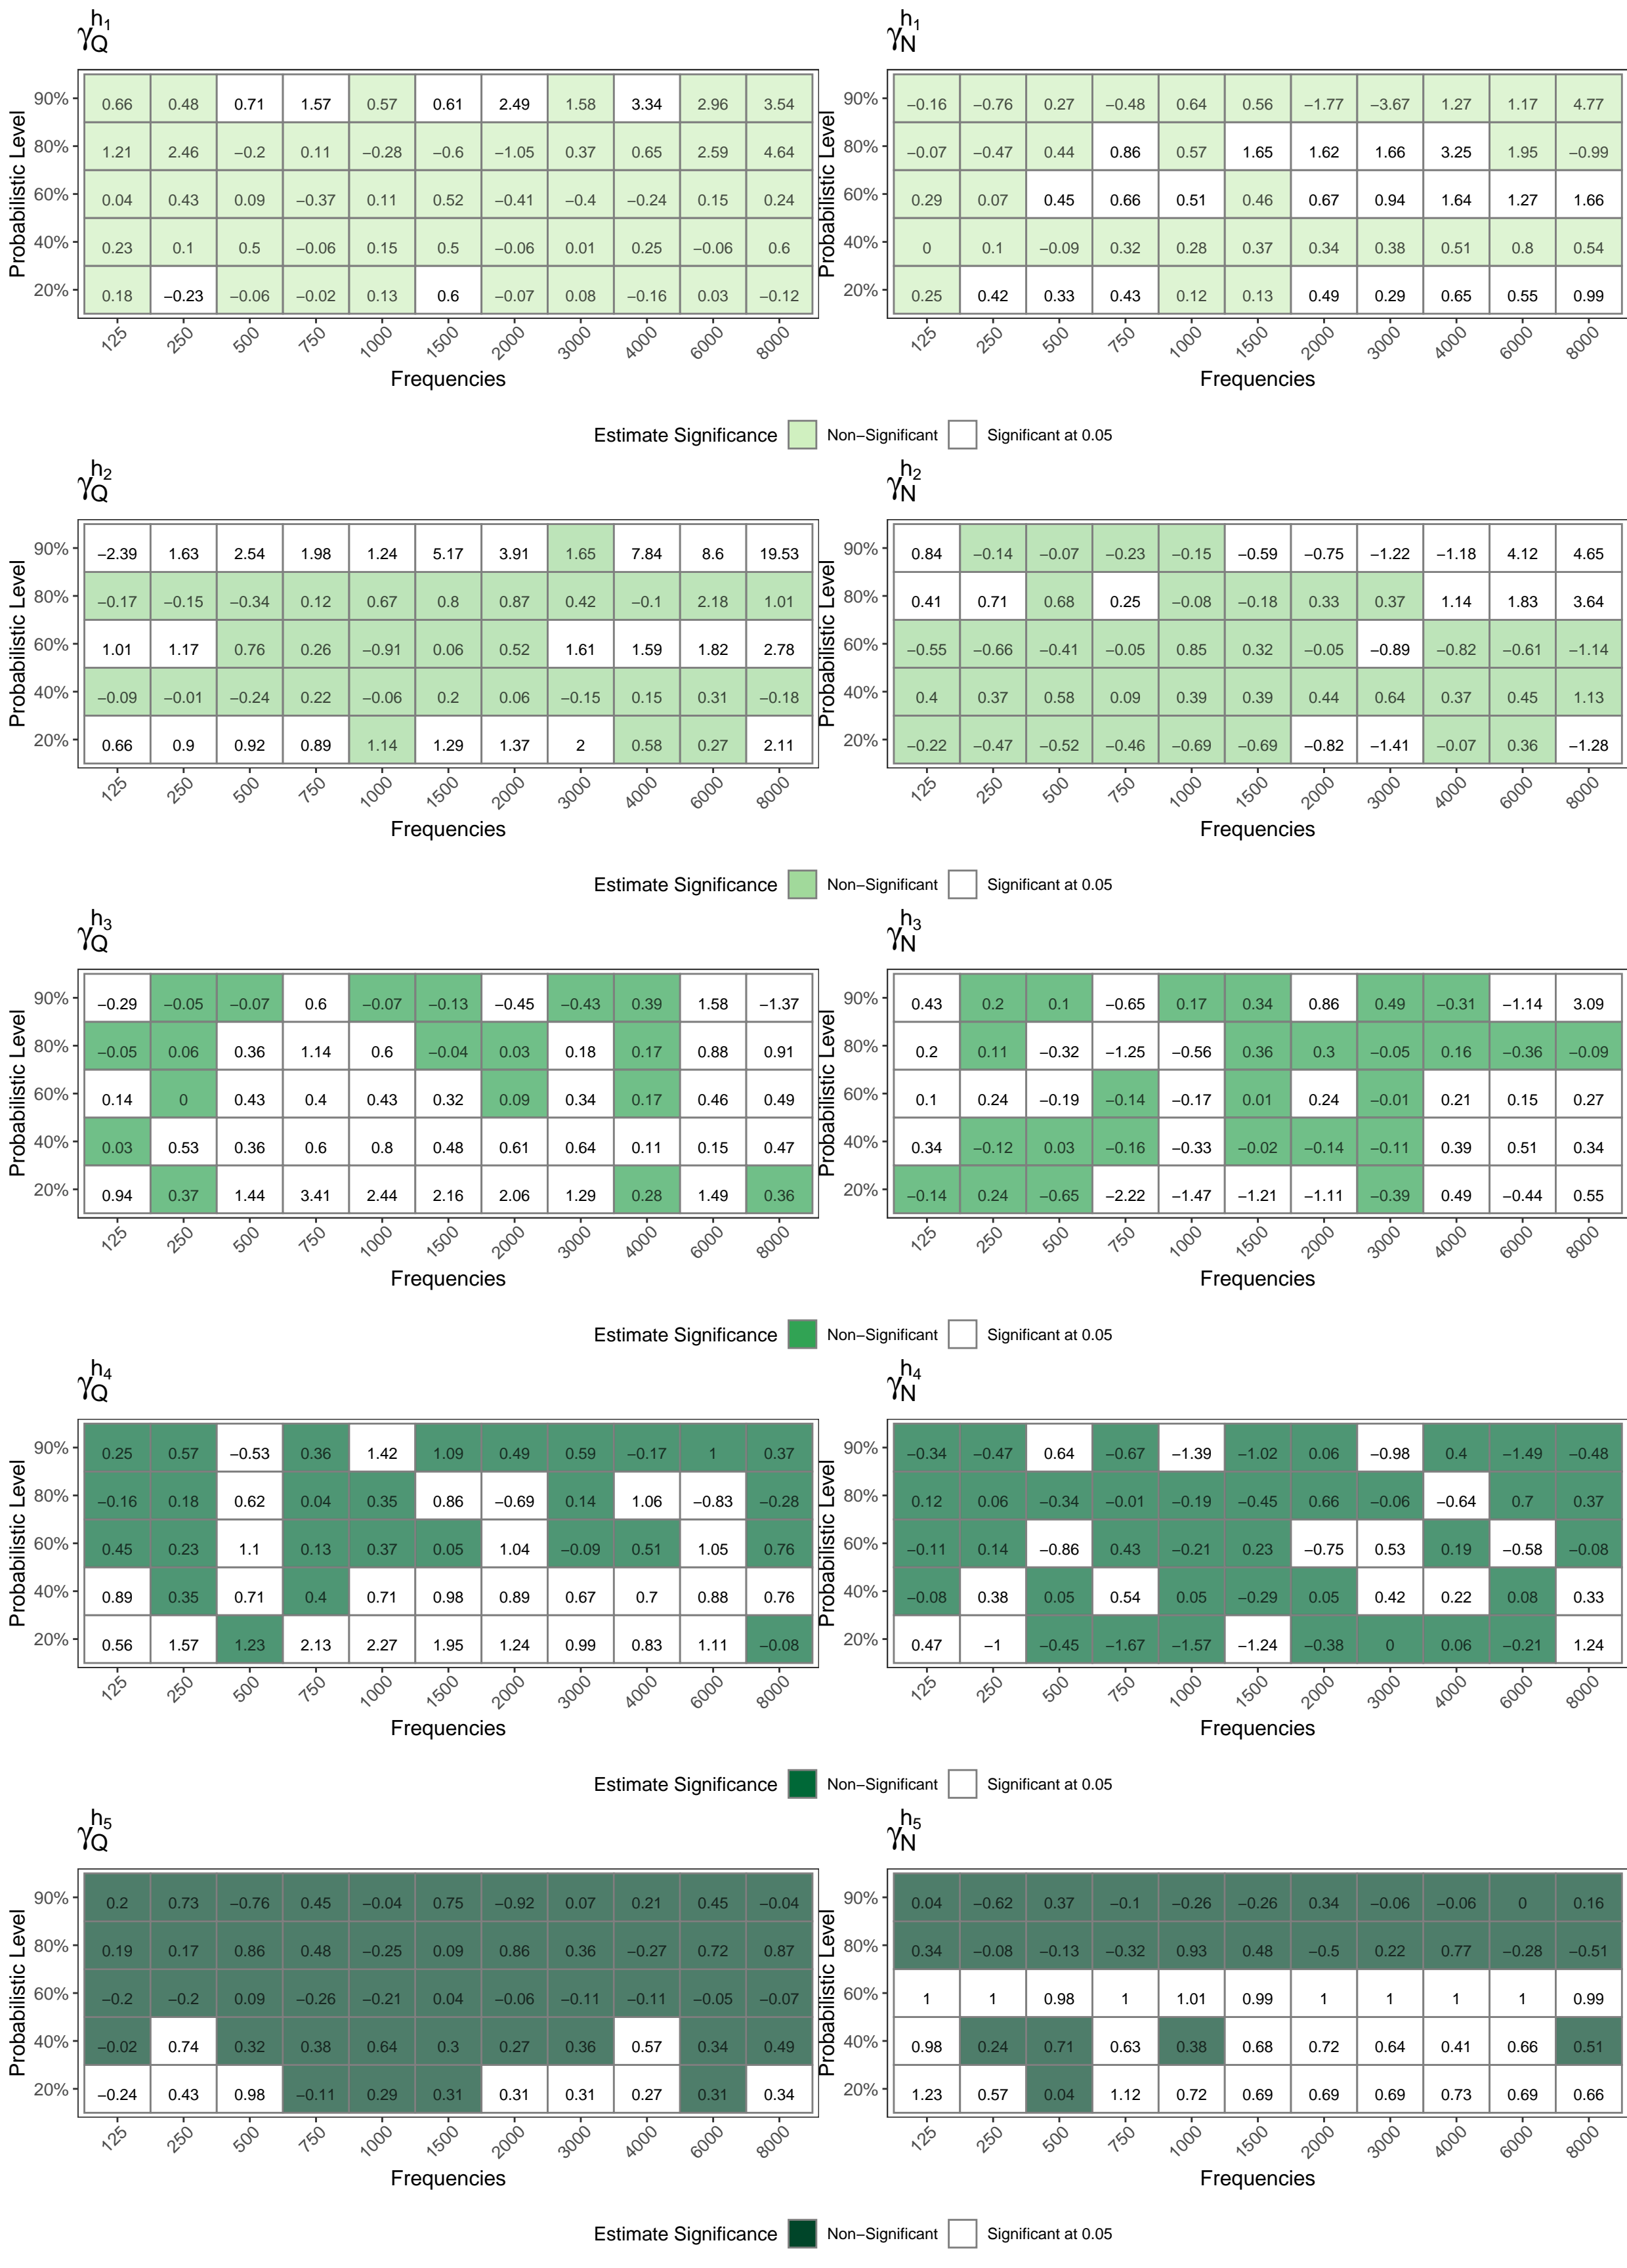 γ_Q^{h_1} γ_N^{h_1}
Probabilistic Level Probabilistic Level
90% 0.66 0.48 0.71 1.57 0.57 0.61 2.49 1.58 3.34 2.96 3.54 90% −0.16 −0.76 0.27 −0.48 0.64 0.56 −1.77 −3.67 1.27 1.17 4.77
80% 1.21 2.46 −0.2 0.11 −0.28 −0.6 −1.05 0.37 0.65 2.59 4.64 80% −0.07 −0.47 0.44 0.86 0.57 1.65 1.62 1.66 3.25 1.95 −0.99
60% 0.04 0.43 0.09 −0.37 0.11 0.52 −0.41 −0.4 −0.24 0.15 0.24 60% 0.29 0.07 0.45 0.66 0.51 0.46 0.67 0.94 1.64 1.27 1.66
40% 0.23 0.1 0.5 −0.06 0.15 0.5 −0.06 0.01 0.25 −0.06 0.6 40% 0 0.1 −0.09 0.32 0.28 0.37 0.34 0.38 0.51 0.8 0.54
20% 0.18 −0.23 −0.06 −0.02 0.13 0.6 −0.07 0.08 −0.16 0.03 −0.12 20% 0.25 0.42 0.33 0.43 0.12 0.13 0.49 0.29 0.65 0.55 0.99
125 250 500 750 1000 1500 2000 3000 4000 6000 8000 125 250 500 750 1000 1500 2000 3000 4000 6000 8000
Frequencies Frequencies
Estimate Significance Non−Significant Significant at 0.05
γ_Q^{h_2} γ_N^{h_2}
Probabilistic Level Probabilistic Level
90% −2.39 1.63 2.54 1.98 1.24 5.17 3.91 1.65 7.84 8.6 19.53 90% 0.84 −0.14 −0.07 −0.23 −0.15 −0.59 −0.75 −1.22 −1.18 4.12 4.65
80% −0.17 −0.15 −0.34 0.12 0.67 0.8 0.87 0.42 −0.1 2.18 1.01 80% 0.41 0.71 0.68 0.25 −0.08 −0.18 0.33 0.37 1.14 1.83 3.64
60% 1.01 1.17 0.76 0.26 −0.91 0.06 0.52 1.61 1.59 1.82 2.78 60% −0.55 −0.66 −0.41 −0.05 0.85 0.32 −0.05 −0.89 −0.82 −0.61 −1.14
40% −0.09 −0.01 −0.24 0.22 −0.06 0.2 0.06 −0.15 0.15 0.31 −0.18 40% 0.4 0.37 0.58 0.09 0.39 0.39 0.44 0.64 0.37 0.45 1.13
20% 0.66 0.9 0.92 0.89 1.14 1.29 1.37 2 0.58 0.27 2.11 20% −0.22 −0.47 −0.52 −0.46 −0.69 −0.69 −0.82 −1.41 −0.07 0.36 −1.28
125 250 500 750 1000 1500 2000 3000 4000 6000 8000 125 250 500 750 1000 1500 2000 3000 4000 6000 8000
Frequencies Frequencies
Estimate Significance Non−Significant Significant at 0.05
γ_Q^{h_3} γ_N^{h_3}
Probabilistic Level Probabilistic Level
90% −0.29 −0.05 −0.07 0.6 −0.07 −0.13 −0.45 −0.43 0.39 1.58 −1.37 90% 0.43 0.2 0.1 −0.65 0.17 0.34 0.86 0.49 −0.31 −1.14 3.09
80% −0.05 0.06 0.36 1.14 0.6 −0.04 0.03 0.18 0.17 0.88 0.91 80% 0.2 0.11 −0.32 −1.25 −0.56 0.36 0.3 −0.05 0.16 −0.36 −0.09
60% 0.14 0 0.43 0.4 0.43 0.32 0.09 0.34 0.17 0.46 0.49 60% 0.1 0.24 −0.19 −0.14 −0.17 0.01 0.24 −0.01 0.21 0.15 0.27
40% 0.03 0.53 0.36 0.6 0.8 0.48 0.61 0.64 0.11 0.15 0.47 40% 0.34 −0.12 0.03 −0.16 −0.33 −0.02 −0.14 −0.11 0.39 0.51 0.34
20% 0.94 0.37 1.44 3.41 2.44 2.16 2.06 1.29 0.28 1.49 0.36 20% −0.14 0.24 −0.65 −2.22 −1.47 −1.21 −1.11 −0.39 0.49 −0.44 0.55
125 250 500 750 1000 1500 2000 3000 4000 6000 8000 125 250 500 750 1000 1500 2000 3000 4000 6000 8000
Frequencies Frequencies
Estimate Significance Non−Significant Significant at 0.05
γ_Q^{h_4} γ_N^{h_4}
Probabilistic Level Probabilistic Level
90% 0.25 0.57 −0.53 0.36 1.42 1.09 0.49 0.59 −0.17 1 0.37 90% −0.34 −0.47 0.64 −0.67 −1.39 −1.02 0.06 −0.98 0.4 −1.49 −0.48
80% −0.16 0.18 0.62 0.04 0.35 0.86 −0.69 0.14 1.06 −0.83 −0.28 80% 0.12 0.06 −0.34 −0.01 −0.19 −0.45 0.66 −0.06 −0.64 0.7 0.37
60% 0.45 0.23 1.1 0.13 0.37 0.05 1.04 −0.09 0.51 1.05 0.76 60% −0.11 0.14 −0.86 0.43 −0.21 0.23 −0.75 0.53 0.19 −0.58 −0.08
40% 0.89 0.35 0.71 0.4 0.71 0.98 0.89 0.67 0.7 0.88 0.76 40% −0.08 0.38 0.05 0.54 0.05 −0.29 0.05 0.42 0.22 0.08 0.33
20% 0.56 1.57 1.23 2.13 2.27 1.95 1.24 0.99 0.83 1.11 −0.08 20% 0.47 −1 −0.45 −1.67 −1.57 −1.24 −0.38 0 0.06 −0.21 1.24
125 250 500 750 1000 1500 2000 3000 4000 6000 8000 125 250 500 750 1000 1500 2000 3000 4000 6000 8000
Frequencies Frequencies
Estimate Significance Non−Significant Significant at 0.05
γ_Q^{h_5} γ_N^{h_5}
Probabilistic Level Probabilistic Level
90% 0.2 0.73 −0.76 0.45 −0.04 0.75 −0.92 0.07 0.21 0.45 −0.04 90% 0.04 −0.62 0.37 −0.1 −0.26 −0.26 0.34 −0.06 −0.06 0 0.16
80% 0.19 0.17 0.86 0.48 −0.25 0.09 0.86 0.36 −0.27 0.72 0.87 80% 0.34 −0.08 −0.13 −0.32 0.93 0.48 −0.5 0.22 0.77 −0.28 −0.51
60% −0.2 −0.2 0.09 −0.26 −0.21 0.04 −0.06 −0.11 −0.11 −0.05 −0.07 60% 1 1 0.98 1 1.01 0.99 1 1 1 1 0.99
40% −0.02 0.74 0.32 0.38 0.64 0.3 0.27 0.36 0.57 0.34 0.49 40% 0.98 0.24 0.71 0.63 0.38 0.68 0.72 0.64 0.41 0.66 0.51
20% −0.24 0.43 0.98 −0.11 0.29 0.31 0.31 0.31 0.27 0.31 0.34 20% 1.23 0.57 0.04 1.12 0.72 0.69 0.69 0.69 0.73 0.69 0.66
125 250 500 750 1000 1500 2000 3000 4000 6000 8000 125 250 500 750 1000 1500 2000 3000 4000 6000 8000
Frequencies Frequencies
Estimate Significance Non−Significant Significant at 0.05